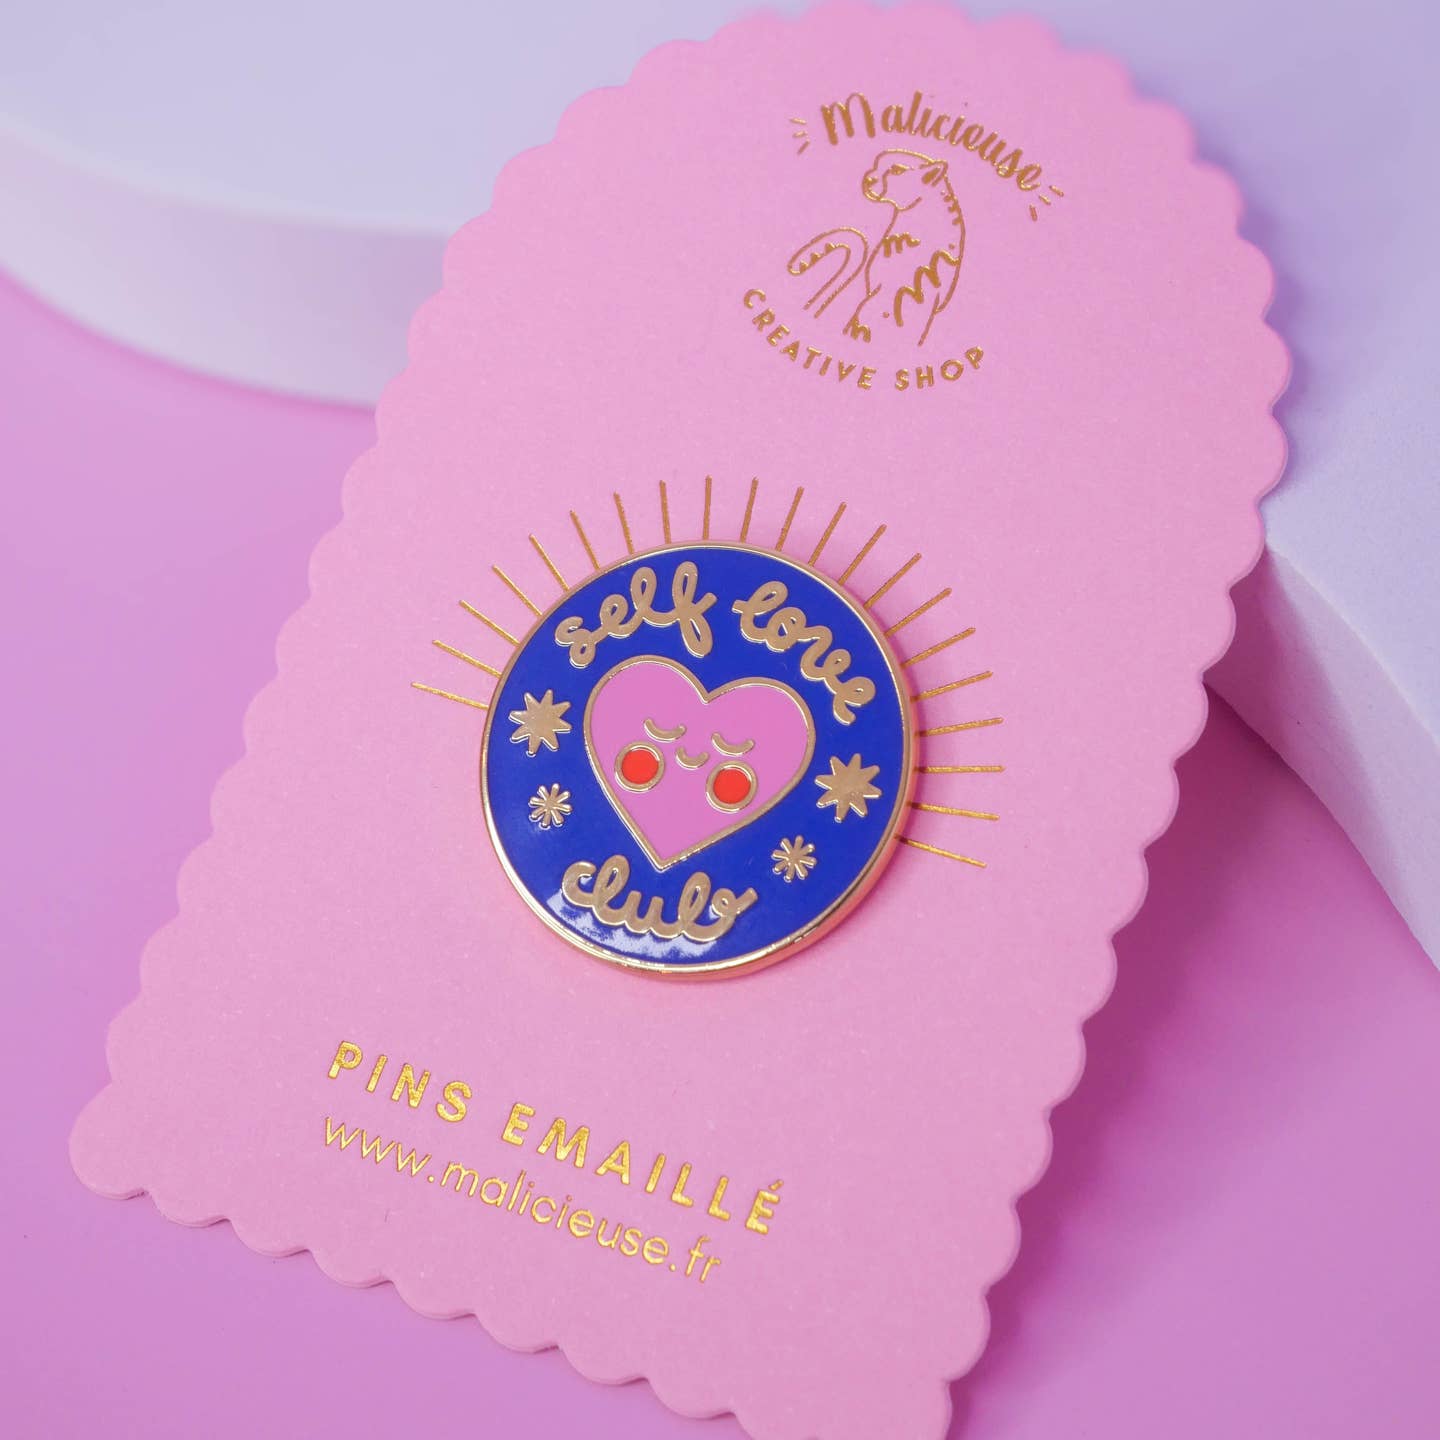 Malicieuse
CREATIVE SHOP
self love
club
PINS EMAILLÉ
www.malicieuse.fr